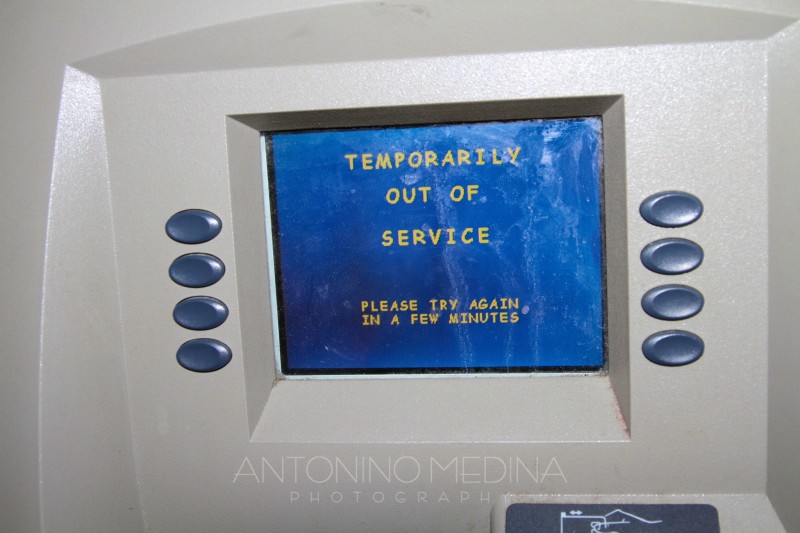 TEMPORARILY
OUT OF
SERVICE
PLEASE TRY AGAIN
IN A FEW MINUTES
ANTONINO MEDINA
PHOTOGRAPHY